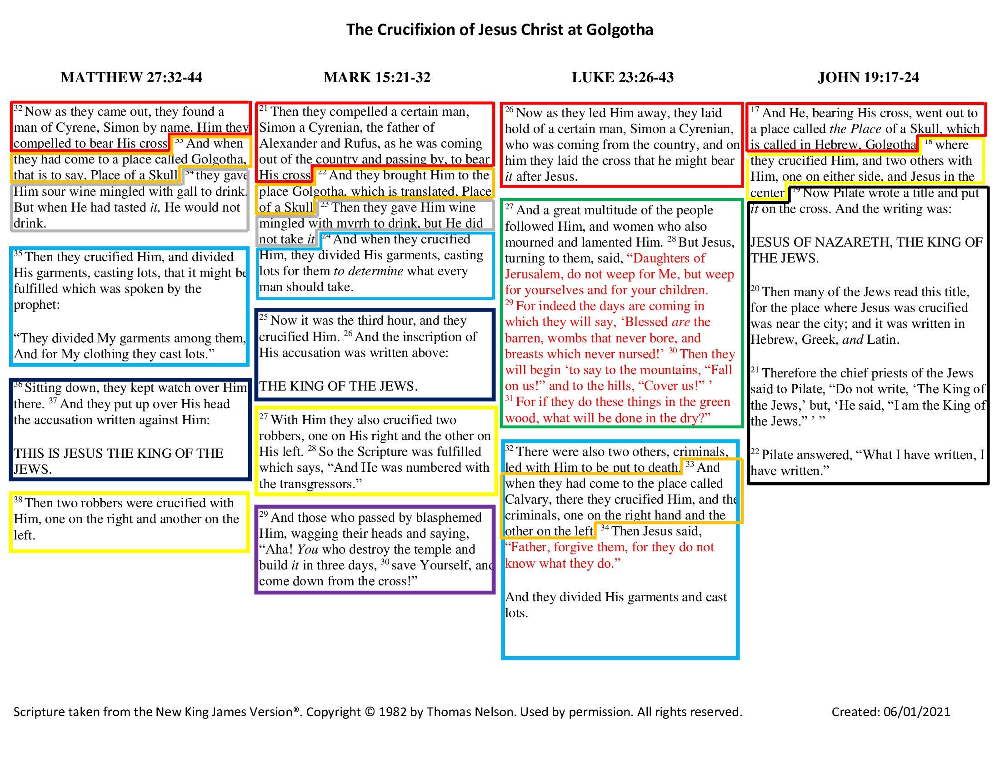 The Crucifixion of Jesus Christ at Golgotha
MATTHEW 27:32-44
32 Now as they came out, they found a
man of Cyrene, Simon by name. Him they
compelled to bear His cross 33 And when
they had come to a place called Golgotha,
that is to say, Place of a Skull 34 they gave
Him sour wine mingled with gall to drink.
But when He had tasted it, He would not
drink.
35 Then they crucified Him, and divided
His garments, casting lots, that it might be
fulfilled which was spoken by the
prophet:
“They divided My garments among them,
And for My clothing they cast lots.”
36 Sitting down, they kept watch over Him
there. 37 And they put up over His head
the accusation written against Him:
THIS IS JESUS THE KING OF THE
JEWS.
38 Then two robbers were crucified with
Him, one on the right and another on the
left.
MARK 15:21-32
21 Then they compelled a certain man,
Simon a Cyrenian, the father of
Alexander and Rufus, as he was coming
out of the country and passing by, to bear
His cross 22 And they brought Him to the
place Golgotha, which is translated, Place
of a Skull 23 Then they gave Him wine
mingled with myrrh to drink, but He did
not take it 24 And when they crucified
Him, they divided His garments, casting
lots for them to determine what every
man should take.
25 Now it was the third hour, and they
crucified Him. 26 And the inscription of
His accusation was written above:
THE KING OF THE JEWS.
27 With Him they also crucified two
robbers, one on His right and the other on
His left. 28 So the Scripture was fulfilled
which says, “And He was numbered with
the transgressors.”
29 And those who passed by blasphemed
Him, wagging their heads and saying,
“Aha! You who destroy the temple and
build it in three days, 30 save Yourself, and
come down from the cross!”
LUKE 23:26-43
26 Now as they led Him away, they laid
hold of a certain man, Simon a Cyrenian,
who was coming from the country, and on
him they laid the cross that he might bear
it after Jesus.
27 And a great multitude of the people
followed Him, and women who also
mourned and lamented Him. 28 But Jesus,
turning to them, said, “Daughters of
Jerusalem, do not weep for Me, but weep
for yourselves and for your children.
29 For indeed the days are coming in
which they will say, ‘Blessed are the
barren, wombs that never bore, and
breasts which never nursed!’ 30 Then they
will begin ‘to say to the mountains, “Fall
on us!” and to the hills, “Cover us!” ’
31 For if they do these things in the green
wood, what will be done in the dry?”
32 There were also two others, criminals,
led with Him to be put to death. 33 And
when they had come to the place called
Calvary, there they crucified Him, and the
criminals, one on the right hand and the
other on the left 34 Then Jesus said,
“Father, forgive them, for they do not
know what they do.”
And they divided His garments and cast
lots.
JOHN 19:17-24
17 And He, bearing His cross, went out to
a place called the Place of a Skull, which
is called in Hebrew, Golgotha 18 where
they crucified Him, and two others with
Him, one on either side, and Jesus in the
center 19 Now Pilate wrote a title and put
it on the cross. And the writing was:
JESUS OF NAZARETH, THE KING OF
THE JEWS.
20 Then many of the Jews read this title,
for the place where Jesus was crucified
was near the city; and it was written in
Hebrew, Greek, and Latin.
21 Therefore the chief priests of the Jews
said to Pilate, “Do not write, ‘The King of
the Jews,’ but, ‘He said, “I am the King of
the Jews.” ’ ”
22 Pilate answered, “What I have written, I
have written.”
Scripture taken from the New King James Version®. Copyright © 1982 by Thomas Nelson. Used by permission. All rights reserved.
Created: 06/01/2021